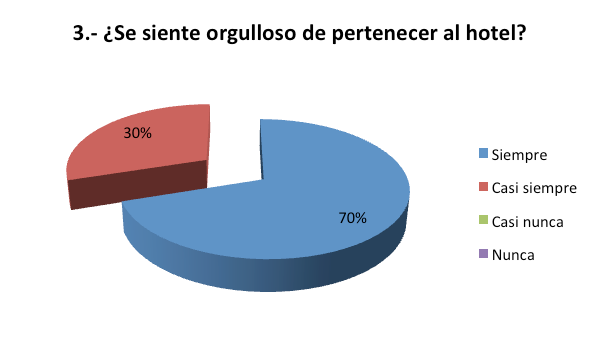 3.- ¿Se siente orgulloso de pertenecer al hotel?
30%
70%
Siempre
Casi siempre
Casi nunca
Nunca